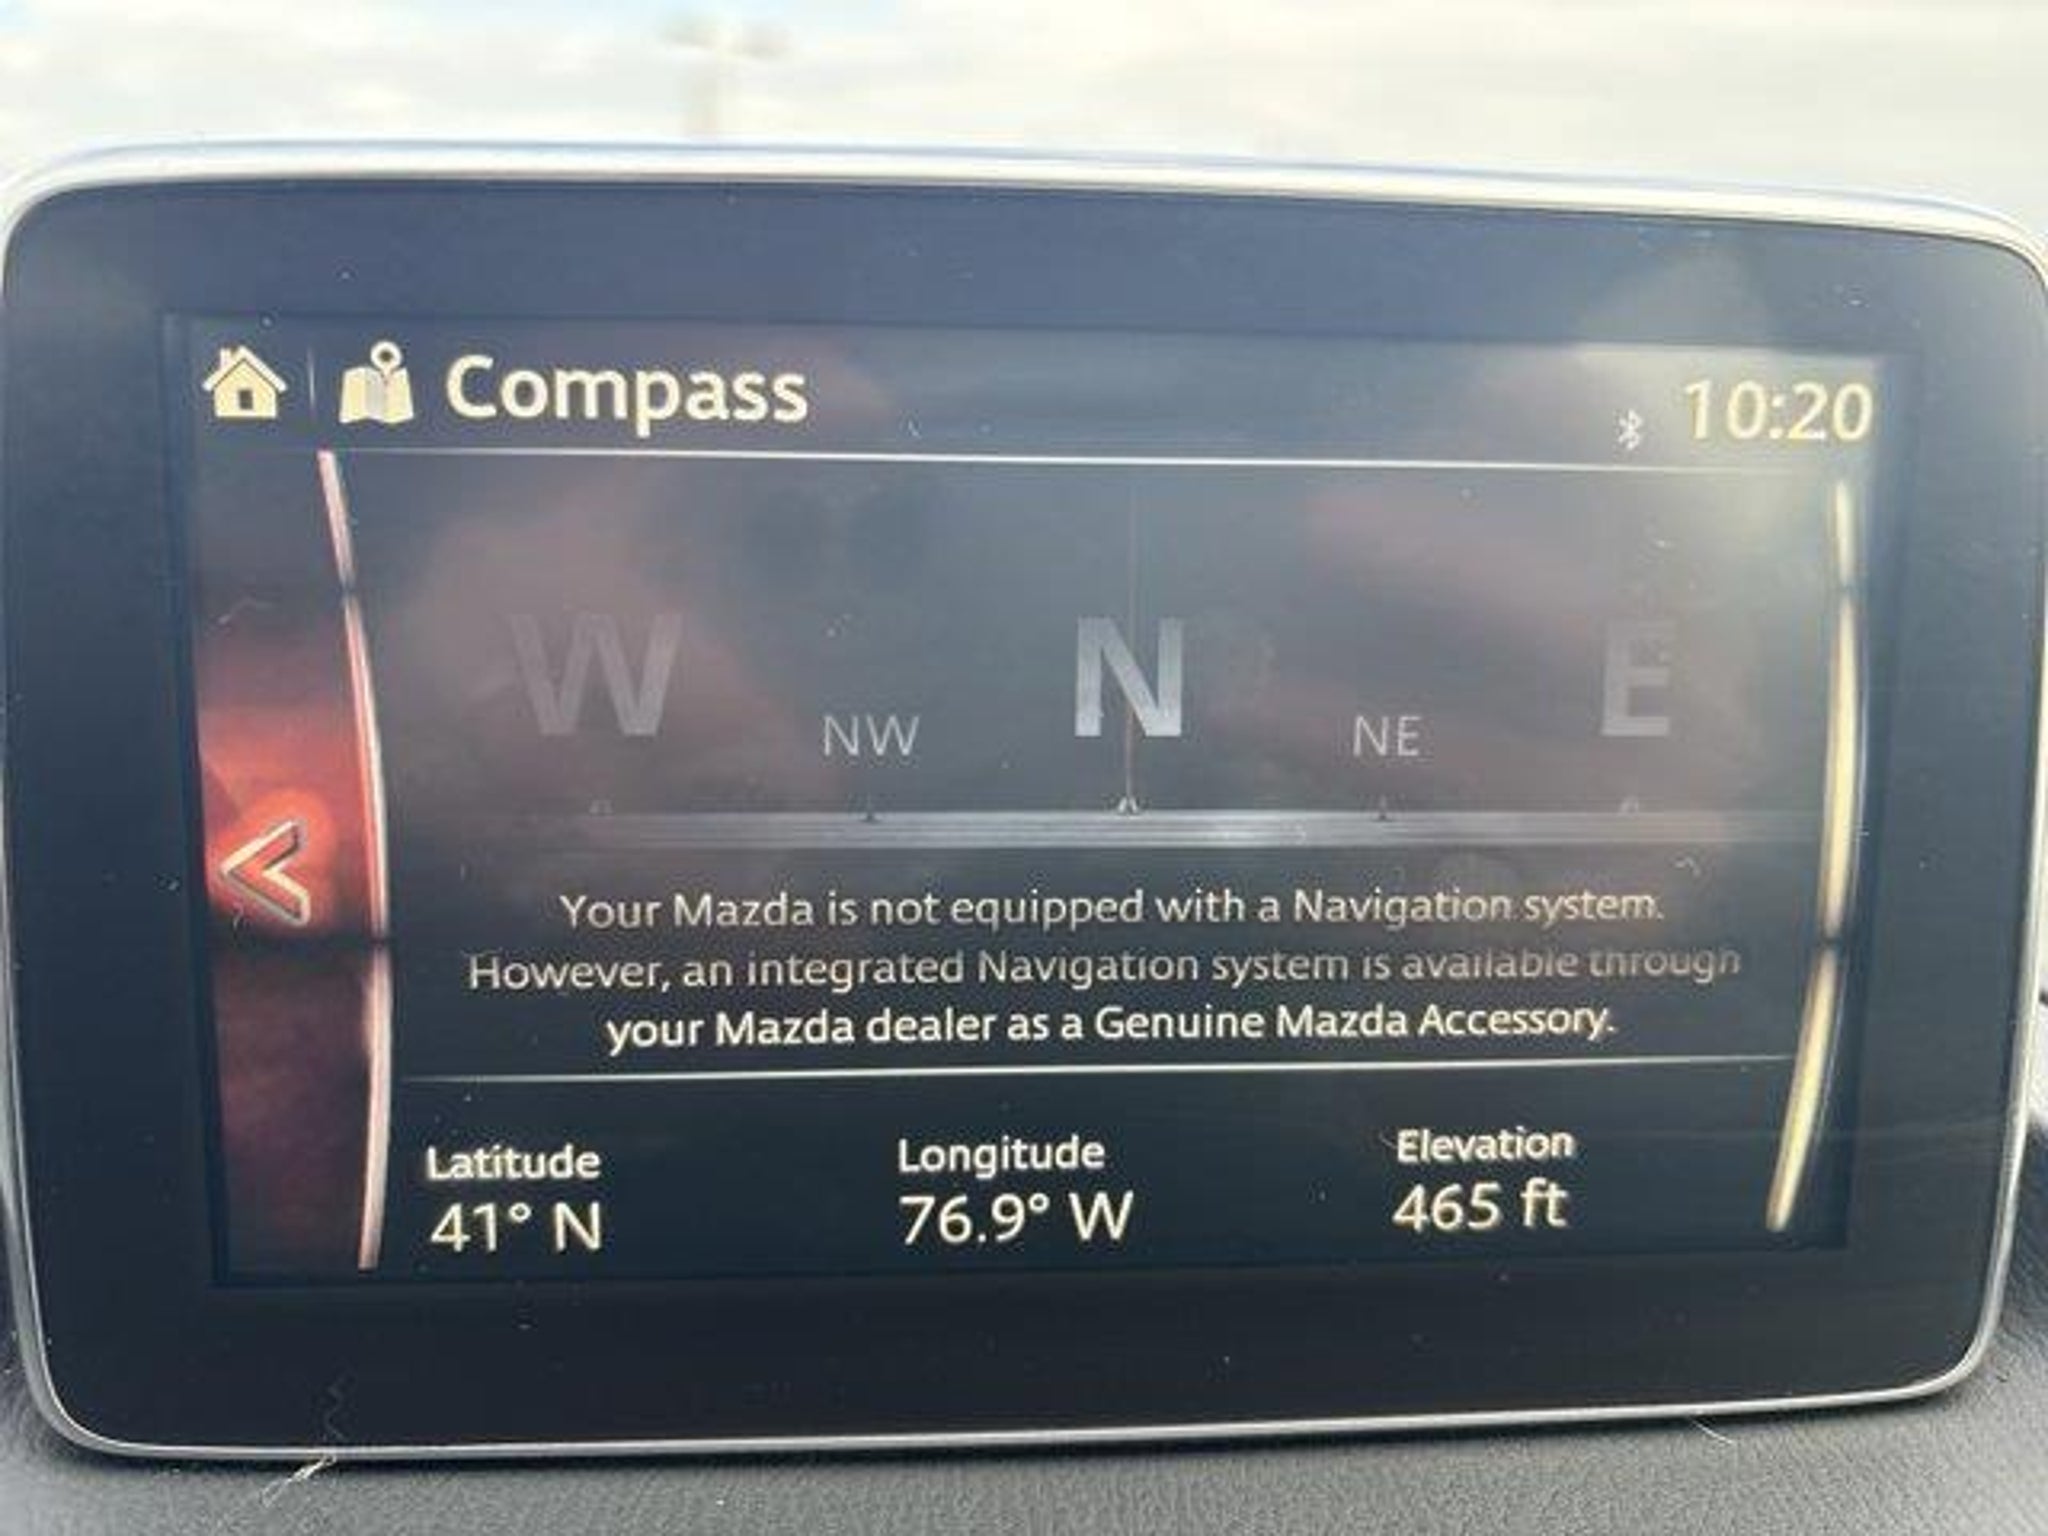 Compass
10:20
W NW N NE E
Your Mazda is not equipped with a Navigation system.
However, an integrated Navigation system is available through
your Mazda dealer as a Genuine Mazda Accessory.
Latitude Longitude Elevation
41° N 76.9° W 465 ft